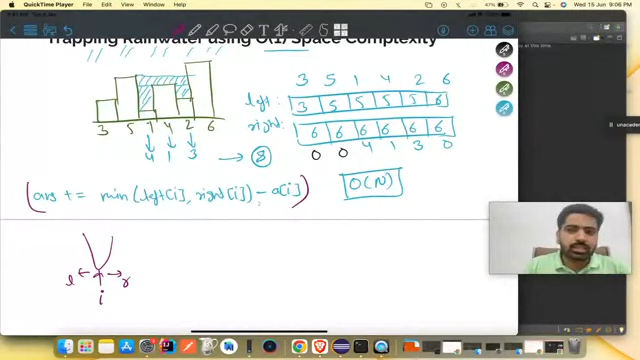 QuickTime Player File Edit View Window Help
47% Wed 15 Jun 9:06 PM
Trapping Rainwater using O(1) Space Complexity
3 5 1 4 2 6
left: 3 5 5 5 5 6
right: 6 6 6 6 6 6
0 0 4 1 3 0
3 5 1 4 2 6
4 1 3 → 8
ans += min(left[i], right[i]) - a[i]
O(N)
l ← → r
i